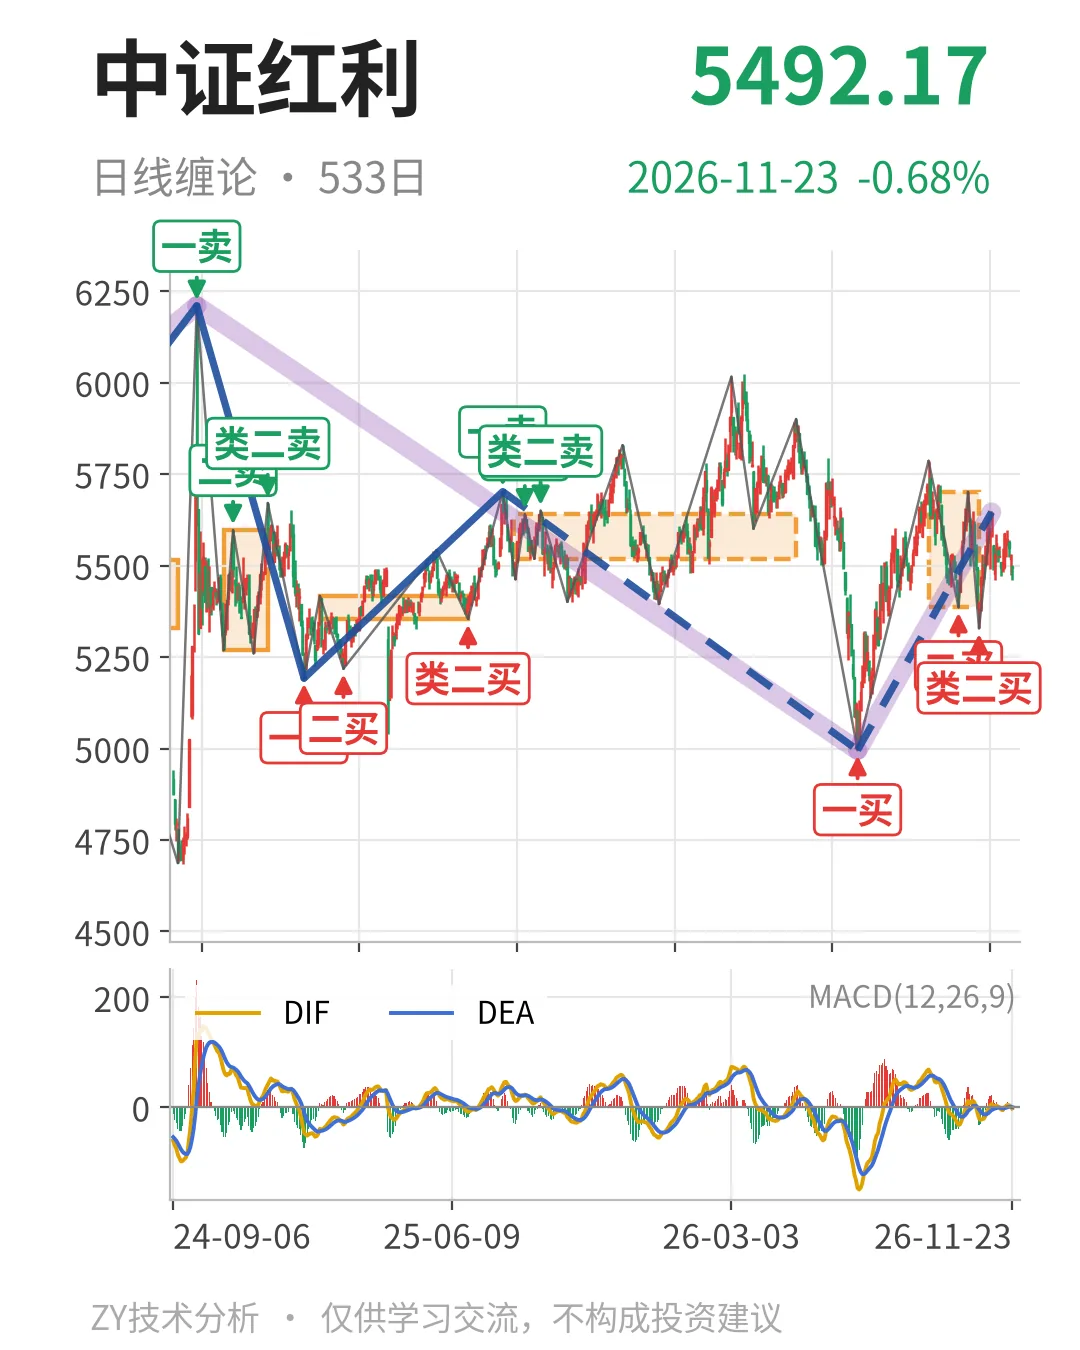 中证红利
5492.17
日线缠论 · 533日
2026-11-23 -0.68%
一卖
6250
6000
类二卖
类二卖
5750
5500
5250
类二买
二买
类二买
5000
一买
4750
4500
200
DIF
DEA
MACD(12,26,9)
0
24-09-06
25-06-09
26-03-03
26-11-23
ZY技术分析 · 仅供学习交流，不构成投资建议